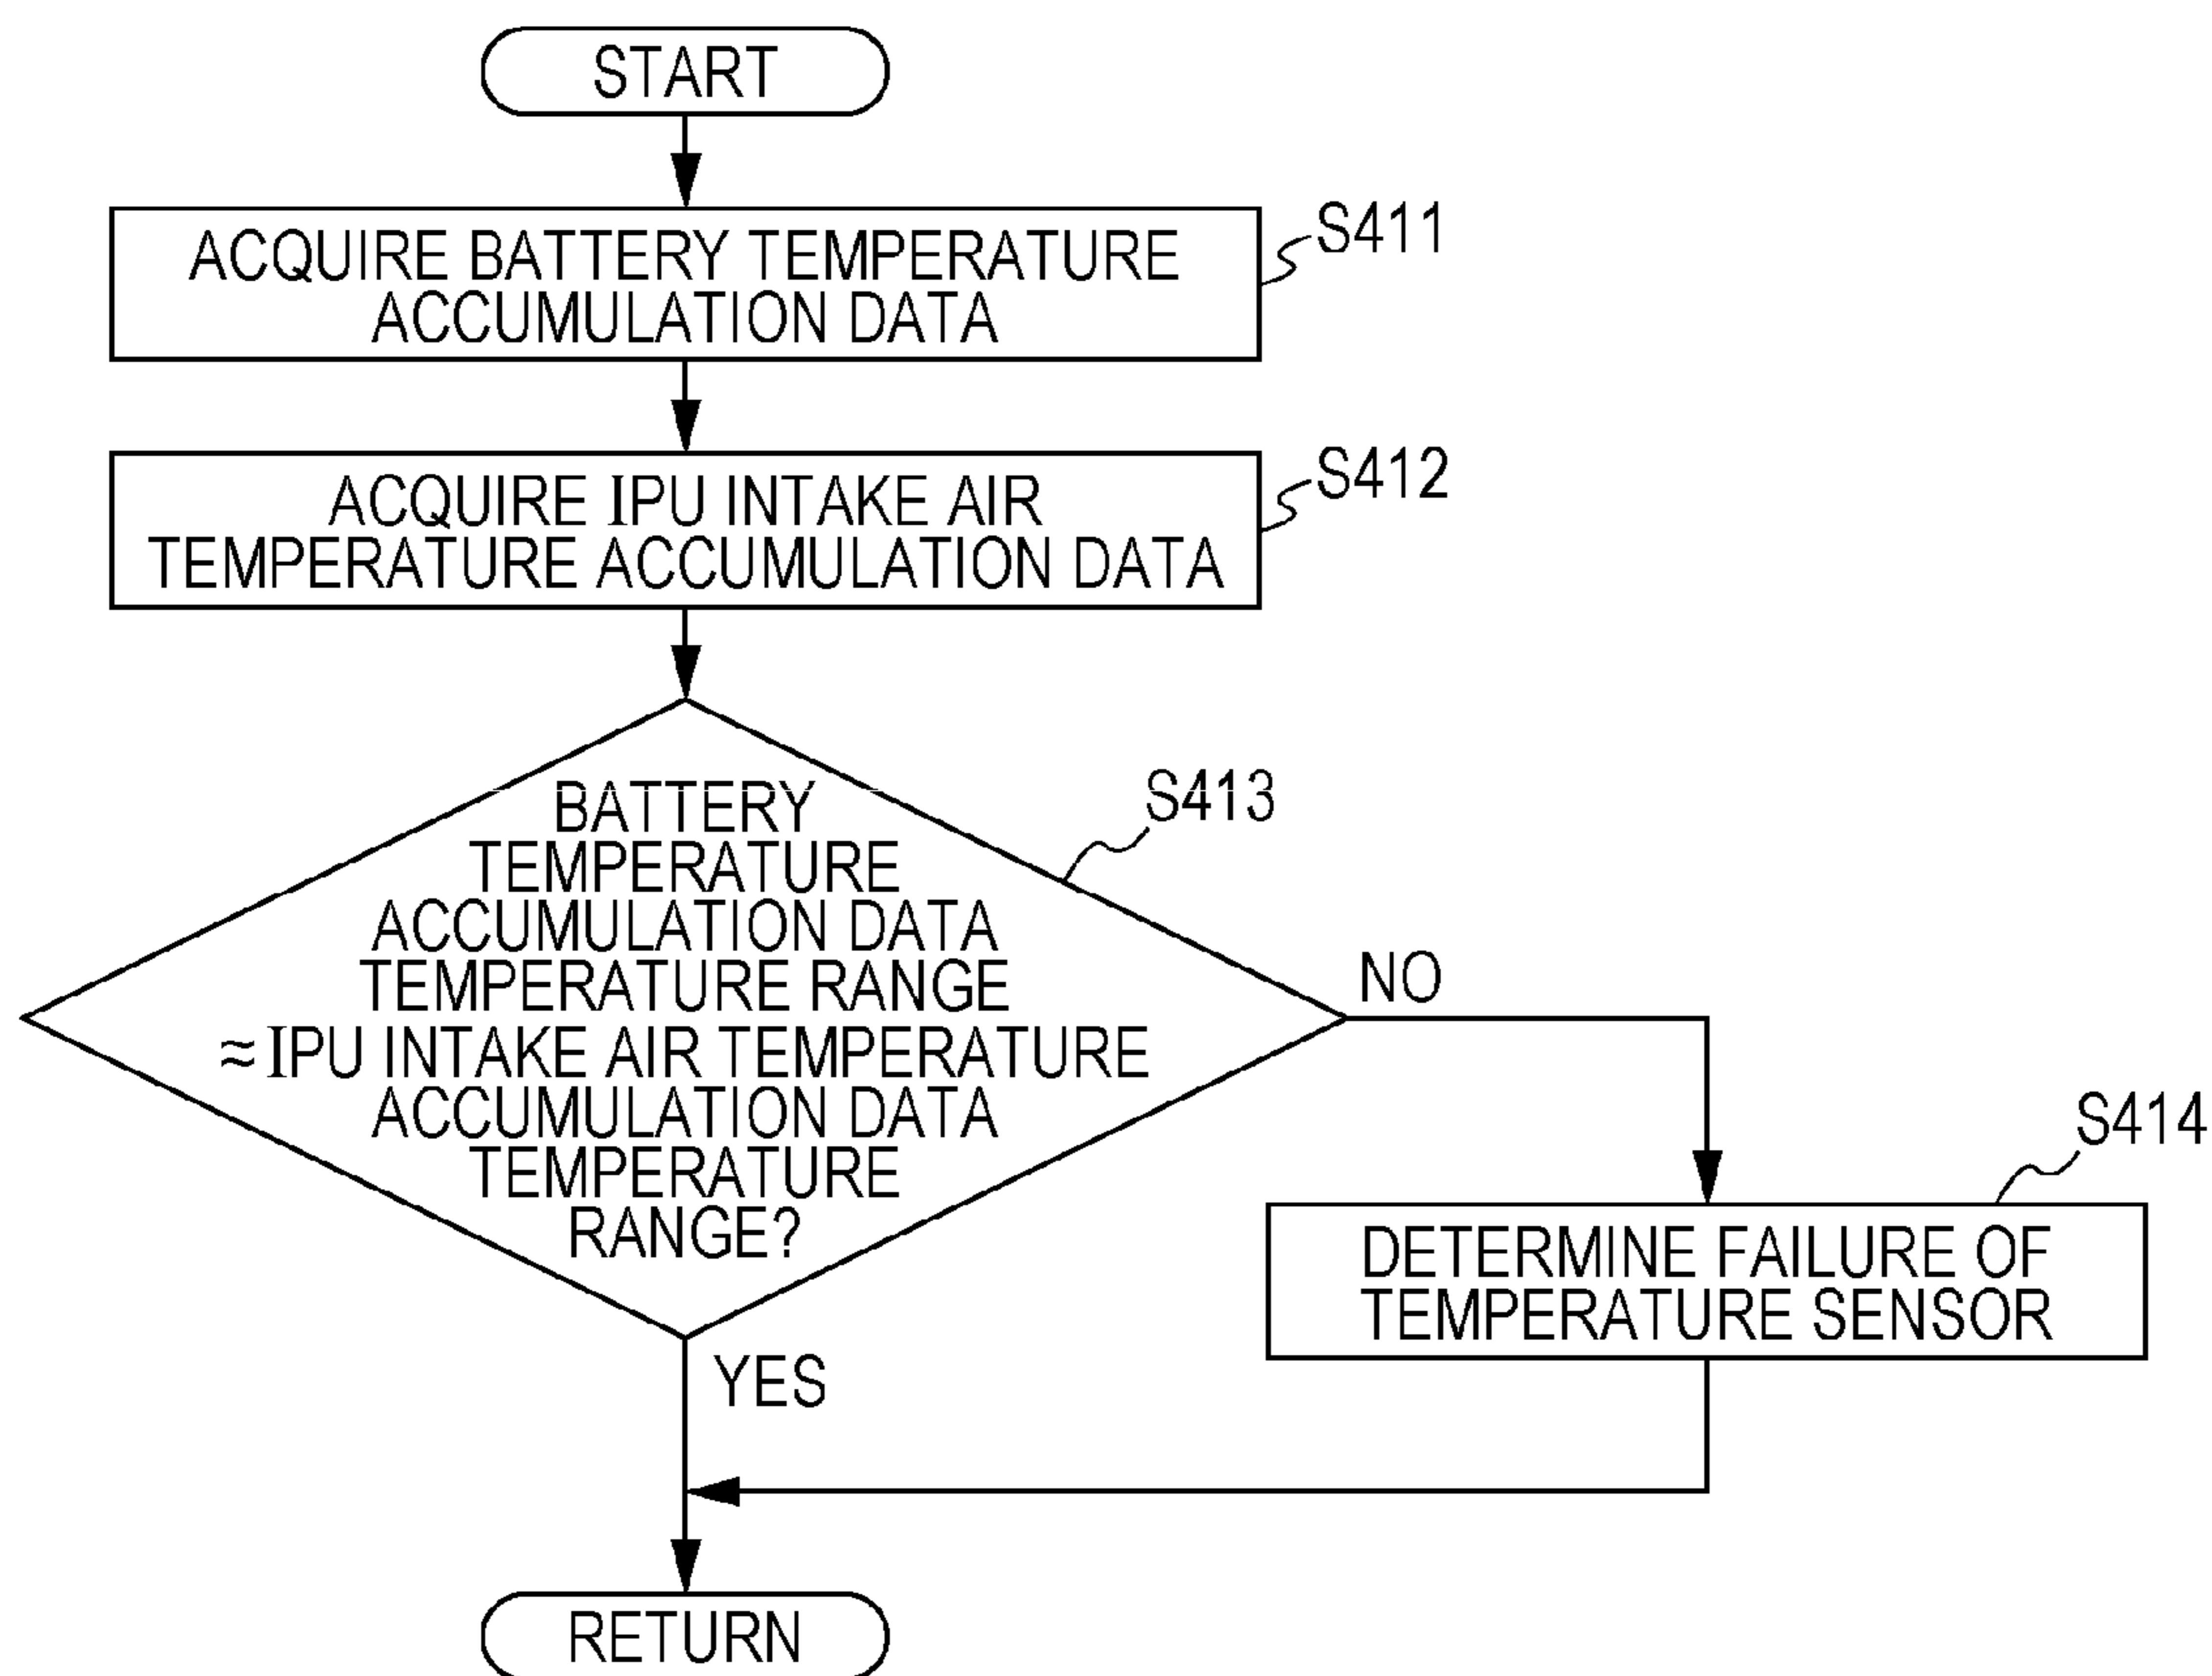 START
ACQUIRE BATTERY TEMPERATURE
ACCUMULATION DATA
S411
ACQUIRE IPU INTAKE AIR
TEMPERATURE ACCUMULATION DATA
S412
BATTERY
TEMPERATURE
ACCUMULATION DATA
TEMPERATURE RANGE
≈IPU INTAKE AIR TEMPERATURE
ACCUMULATION DATA
TEMPERATURE
RANGE?
S413
NO
S414
DETERMINE FAILURE OF
TEMPERATURE SENSOR
YES
RETURN